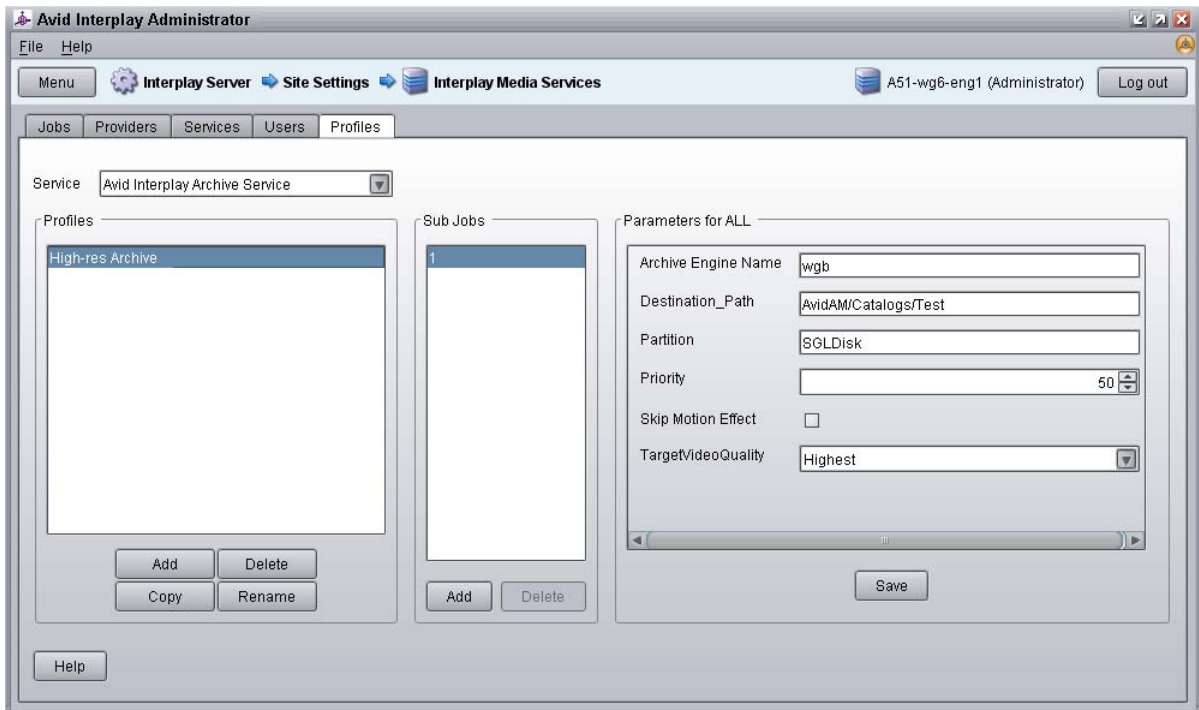 Avid Interplay Administrator
File Help
Menu Interplay Server Site Settings Interplay Media Services A51-wg6-eng1 (Administrator) Log out
Jobs Providers Services Users Profiles
Service Avid Interplay Archive Service
Profiles Sub Jobs Parameters for ALL
High-res Archive 1
Archive Engine Name wgb
Destination_Path AvidAM/Catalogs/Test
Partition SGLDisk
Priority 50
Skip Motion Effect
TargetVideoQuality Highest
Add Delete
Copy Rename
Add Delete
Save
Help